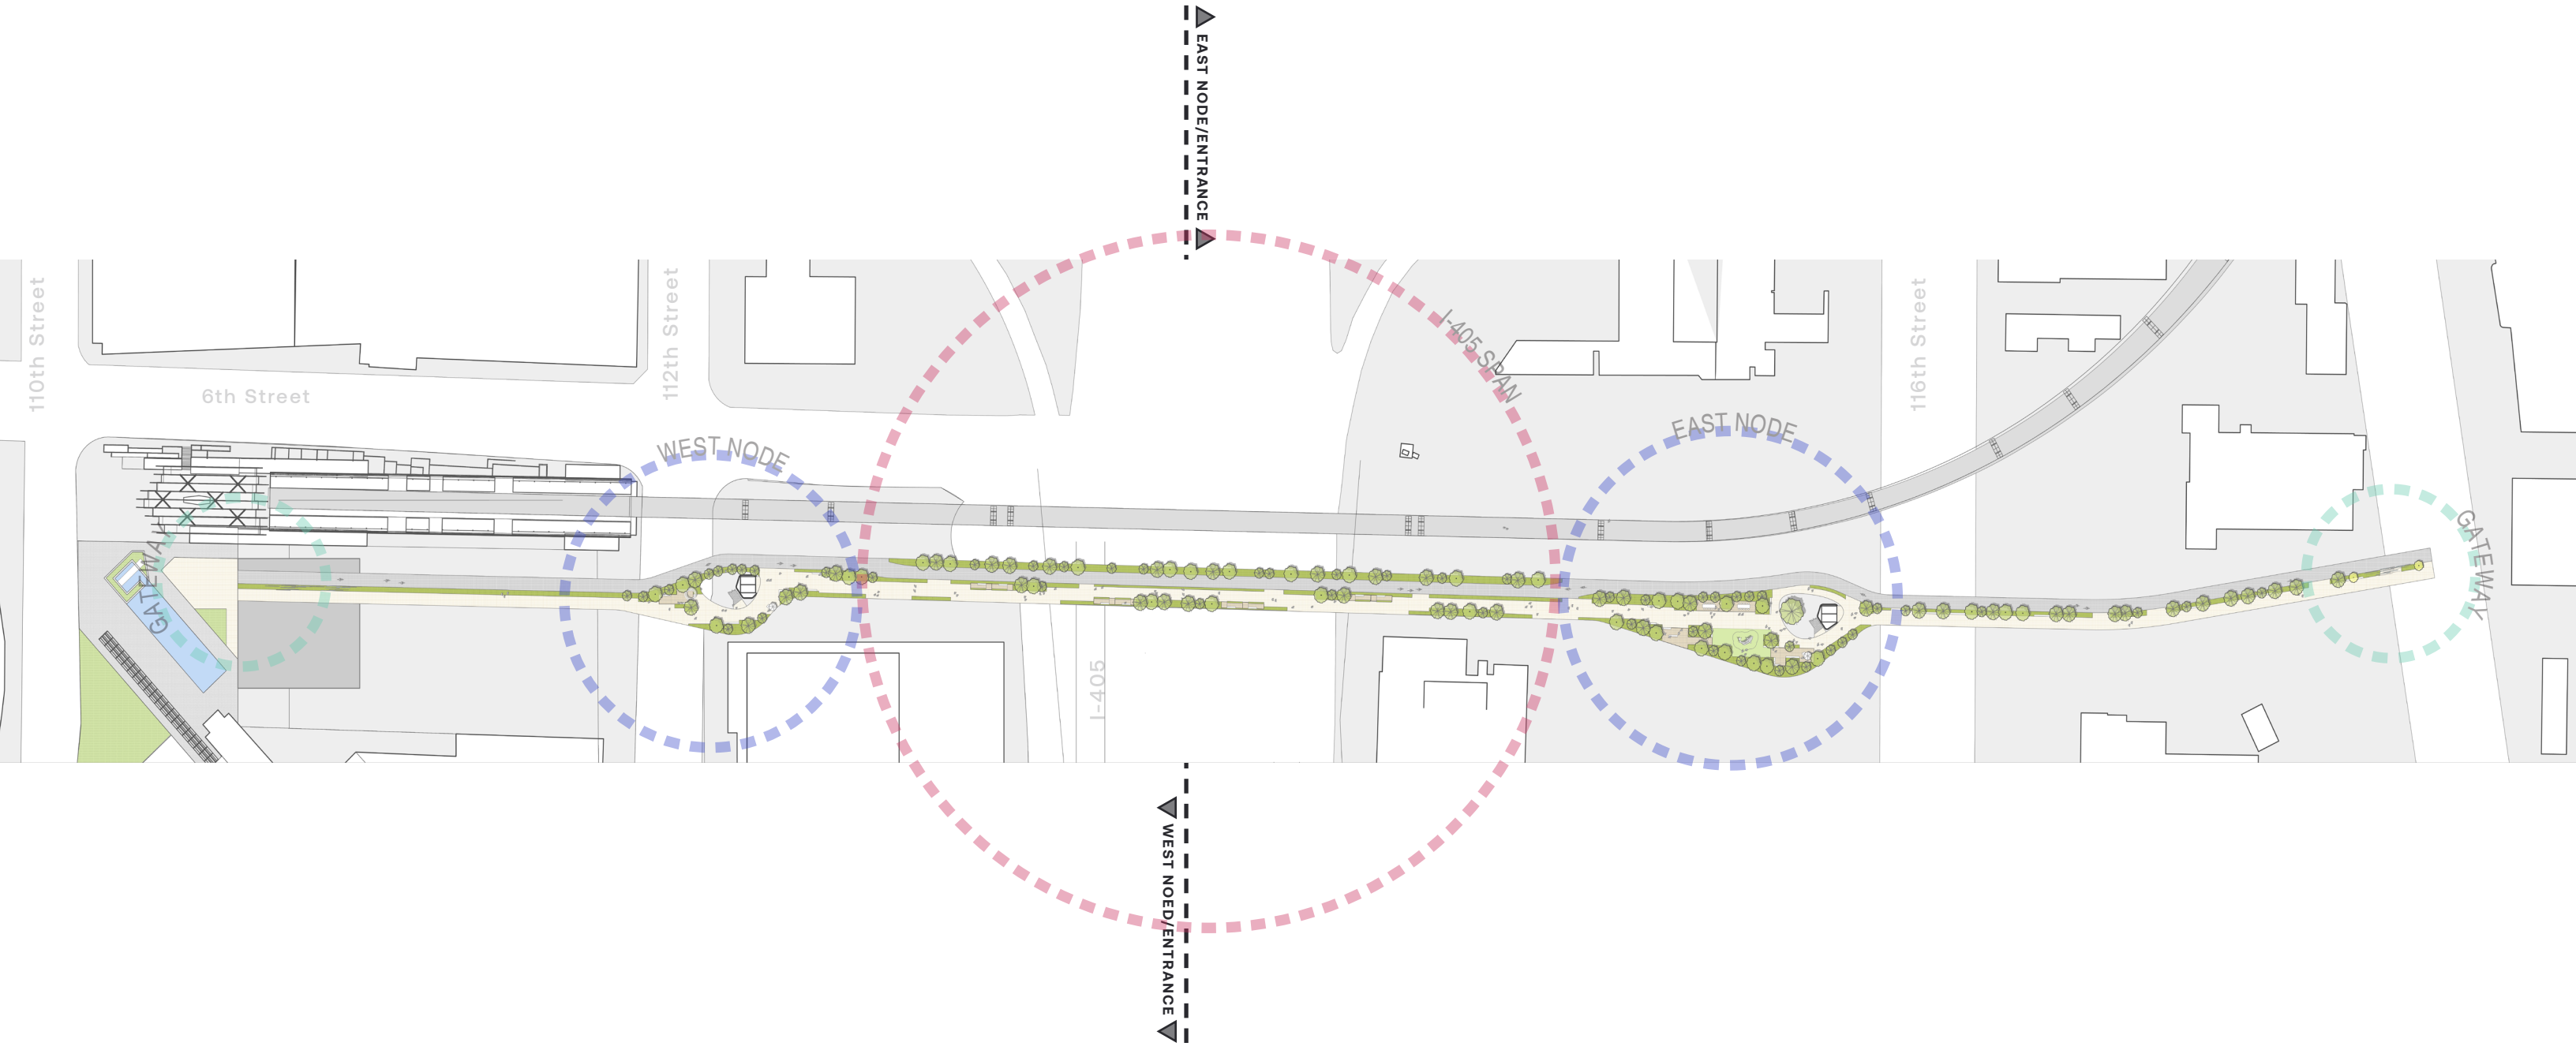 EAST NODE/ENTRANCE
110th Street
6th Street
112th Street
I-405 SPAN
116th Street
WEST NODE
EAST NODE
GATEWAY
GATEWAY
I-405
WEST NOED/ENTRANCE